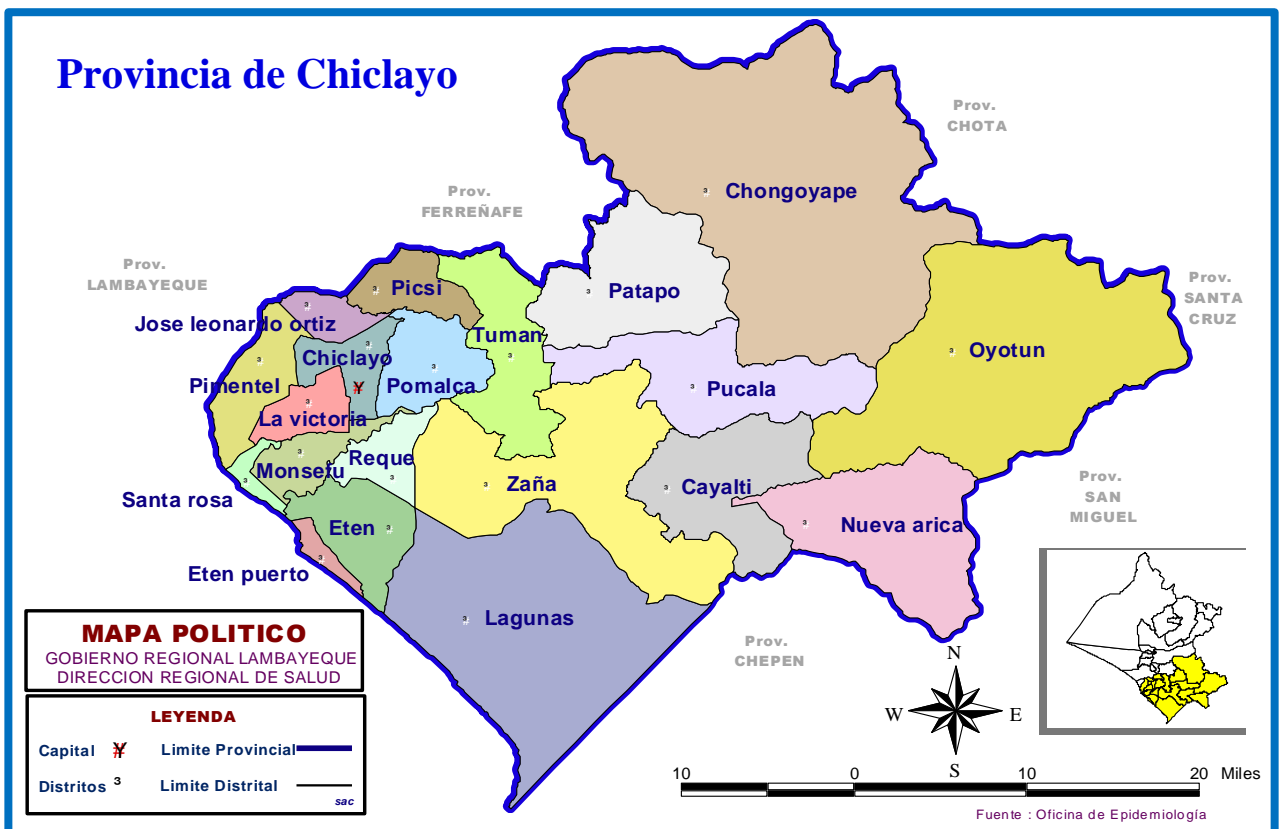 Provincia de Chiclayo
Prov.
CHOTA
Chongoyape
Prov.
FERREÑAFE
Prov.
LAMBAYEQUE
Prov.
SANTA
CRUZ
Picsi
Patapo
Jose leonardo ortiz
Tuman
Chiclayo
Oyotun
Pimentel
Pomalca
Pucala
La victoria
Reque
Monsefu
Zaña
Cayalti
Prov.
SAN
MIGUEL
Santa rosa
Eten
Nueva arica
Eten puerto
Lagunas
Prov.
CHEPEN
MAPA POLITICO
GOBIERNO REGIONAL LAMBAYEQUE
DIRECCION REGIONAL DE SALUD
LEYENDA
Capital ¥ Limite Provincial
Distritos ³ Limite Distrital
sac
N
W E
S
10 0 10 20 Miles
Fuente : Oficina de Epidemiología